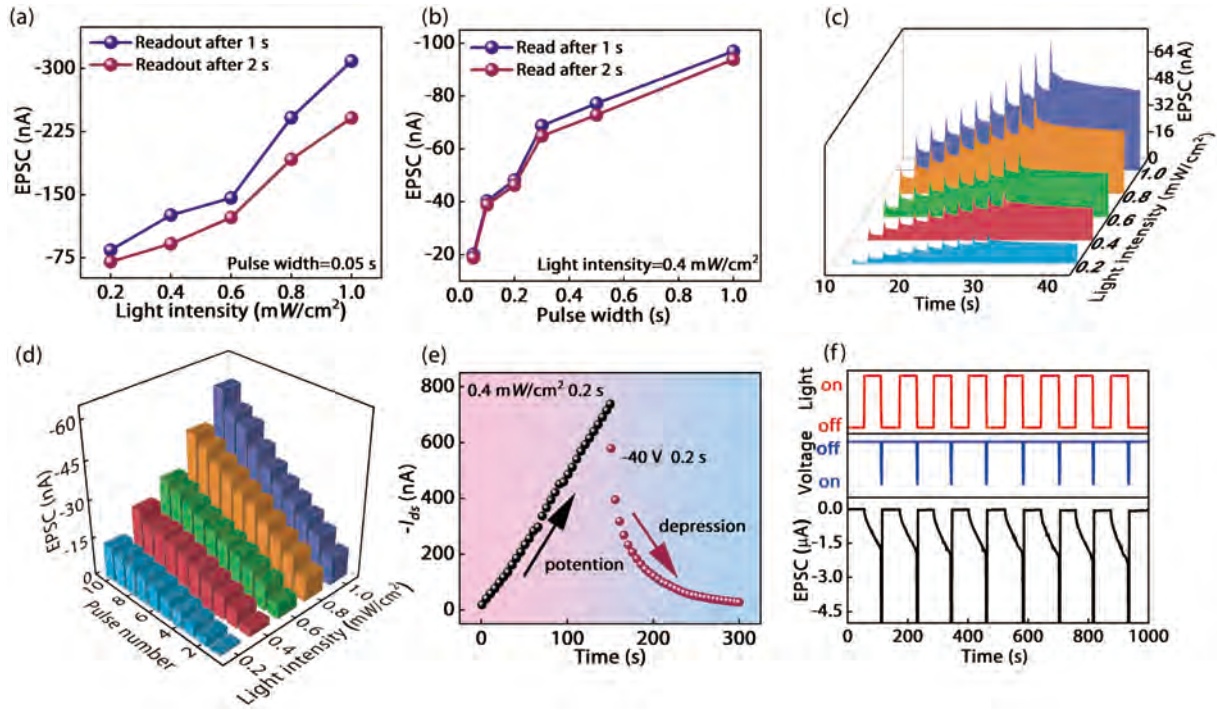 (a)
Readout after 1 s
Readout after 2 s
-300
-225
-150
-75
EPSC (nA)
Pulse width=0.05 s
0.2 0.4 0.6 0.8 1.0
Light intensity (mW/cm²)
(b)
Read after 1 s
Read after 2 s
-100
-80
-60
-40
-20
EPSC (nA)
Light intensity=0.4 mW/cm²
0.0 0.2 0.4 0.6 0.8 1.0
Pulse width (s)
(c)
64
48
32
16
0
EPSC (nA)
1.0
0.8
0.6
0.4
0.2
Light intensity (mW/cm²)
10 20 30 40
Time (s)
(d)
-60
-45
-30
-15
0
EPSC (nA)
10 8 6 4 2
Pulse number
0.2 0.4 0.6 0.8 1.0
Light intensity (mW/cm²)
(e)
800
600
400
200
0
-I_ds (nA)
0.4 mW/cm² 0.2 s
–40 V 0.2 s
depression
potention
0 100 200 300
Time (s)
(f)
Light
on
off
Voltage
off
on
EPSC (μA)
0.0
-1.5
-3.0
-4.5
0 200 400 600 800 1000
Time (s)